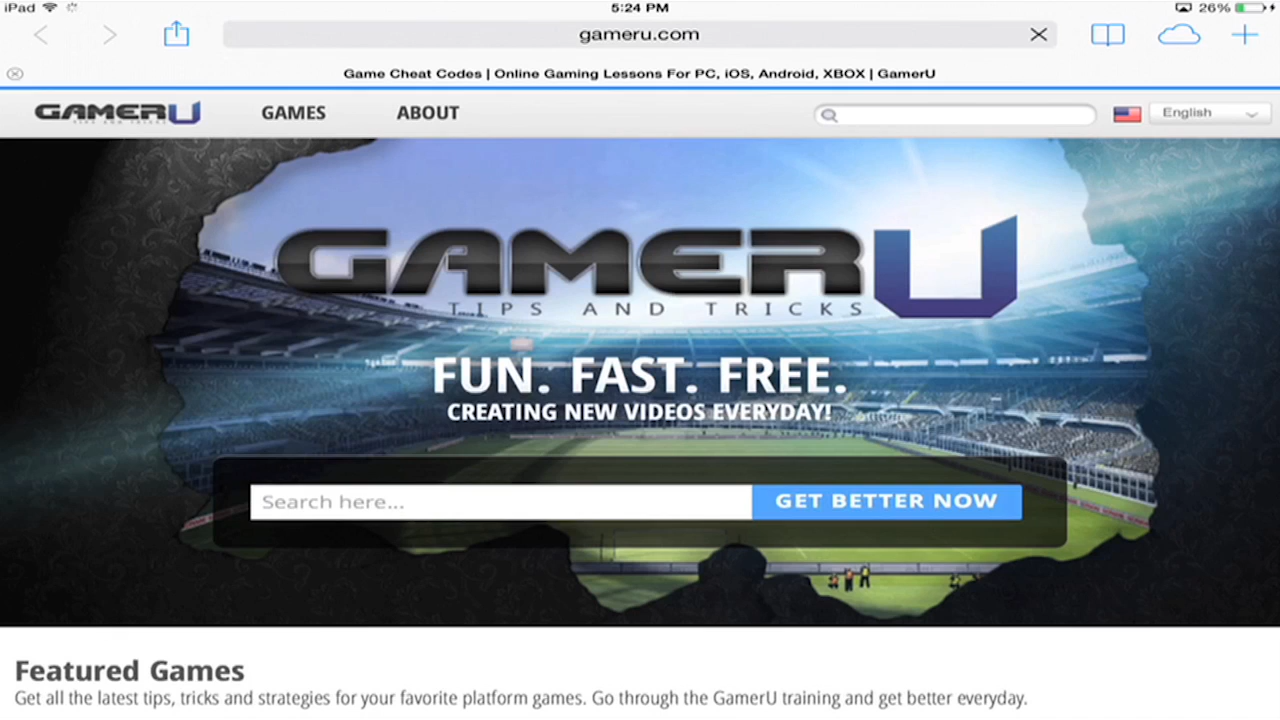 iPad 5:24 PM 26%
gameru.com
Game Cheat Codes | Online Gaming Lessons For PC, iOS, Android, XBOX | GamerU
GAMERU GAMES ABOUT English
TIPS AND TRICKS
GAMERU
TIPS AND TRICKS
FUN. FAST. FREE.
CREATING NEW VIDEOS EVERYDAY!
Search here... GET BETTER NOW
Featured Games
Get all the latest tips, tricks and strategies for your favorite platform games. Go through the GamerU training and get better everyday.